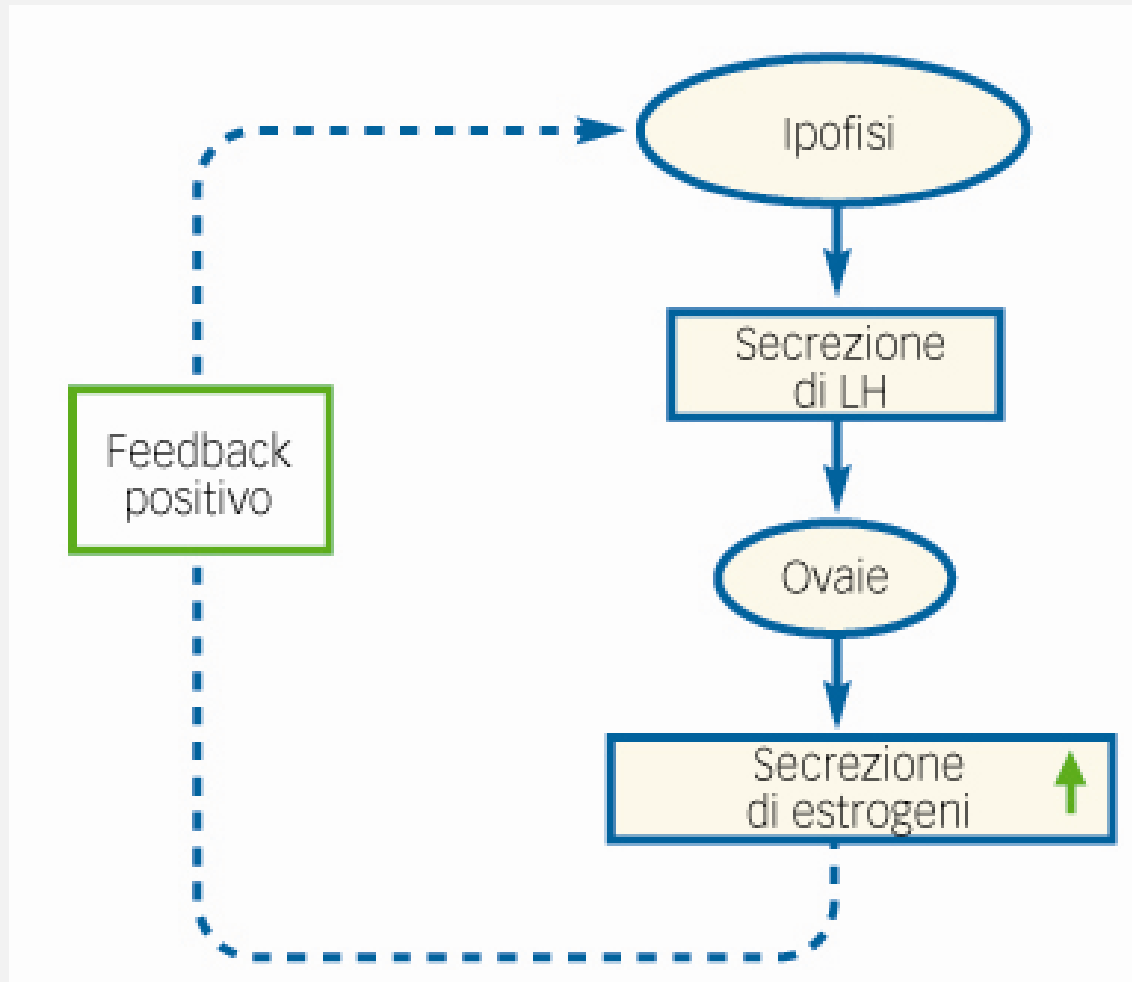 Ipofisi
Secrezione
di LH
Feedback
positivo
Ovaie
Secrezione
di estrogeni